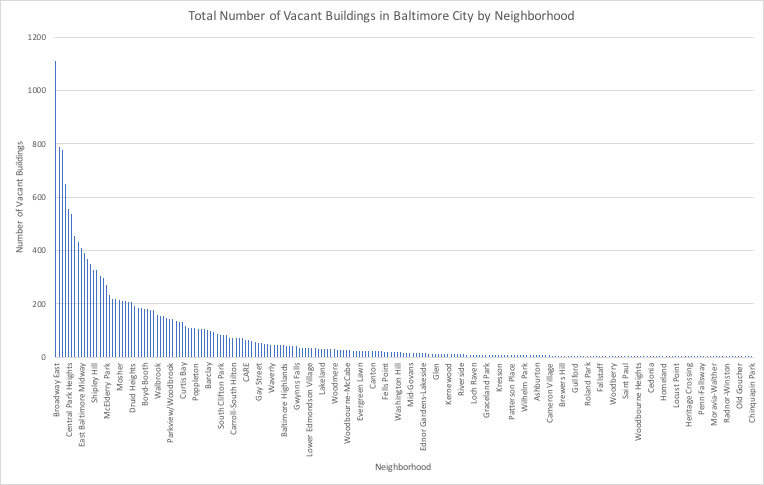 Total Number of Vacant Buildings in Baltimore City by Neighborhood
1200
1000
800
600
400
200
0
Number of Vacant Buildings
Broadway East
Central Park Heights
East Baltimore Midway
Shipley Hill
McElderry Park
Mosher
Druid Heights
Boyd-Booth
Walbrook
Parkview/Woodbrook
Curtis Bay
Poppleton
Barclay
South Clifton Park
Carroll-South Hilton
CARE
Gay Street
Waverly
Baltimore Highlands
Gwynns Falls
Lower Edmondson Village
Lakeland
Woodmere
Woodbourne-McCabe
Evergreen Lawn
Canton
Fells Point
Washington Hill
Mid-Govans
Ednor Gardens-Lakeside
Glen
Kernewood
Riverside
Loch Raven
Graceland Park
Kresson
Patterson Place
Wilhelm Park
Ashburton
Cameron Village
Brewers Hill
Guilford
Roland Park
Fallstaff
Woodberry
Saint Paul
Woodbourne Heights
Cedonia
Homeland
Locust Point
Heritage Crossing
Penn-Fallsway
Moravia-Walther
Radnor-Winston
Old Goucher
Chinquapin Park
Neighborhood